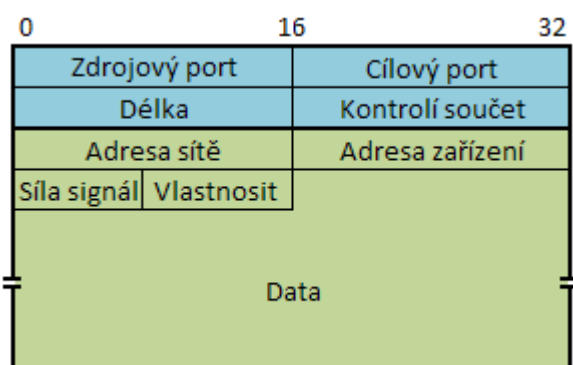 0 16 32
Zdrojový port Cílový port
Délka Kontrolí součet
Adresa sítě Adresa zařízení
Síla signál Vlastnosit
Data